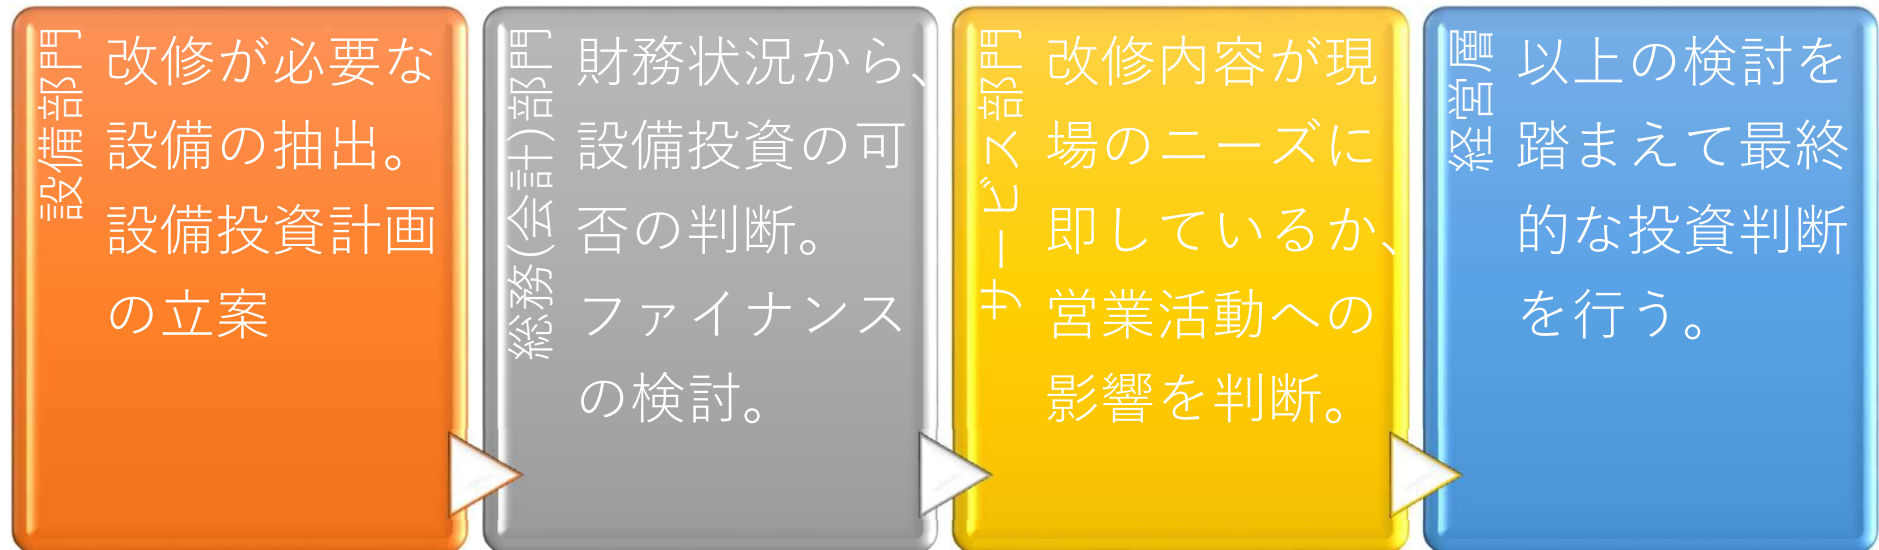 設備部門
改修が必要な
設備の抽出。
設備投資計画
の立案
総務(会計)部門
財務状況から、
設備投資の可
否の判断。
ファイナンス
の検討。
サービス部門
改修内容が現
場のニーズに
即しているか、
営業活動への
影響を判断。
経営層
以上の検討を
踏まえて最終
的な投資判断
を行う。